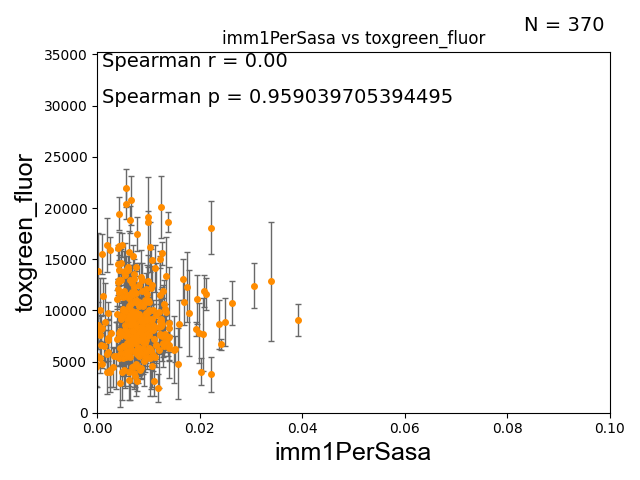 N = 370
imm1PerSasa vs toxgreen_fluor
Spearman r = 0.00
Spearman p = 0.959039705394495
35000
30000
25000
20000
15000
10000
5000
0
toxgreen_fluor
0.00 0.02 0.04 0.06 0.08 0.10
imm1PerSasa